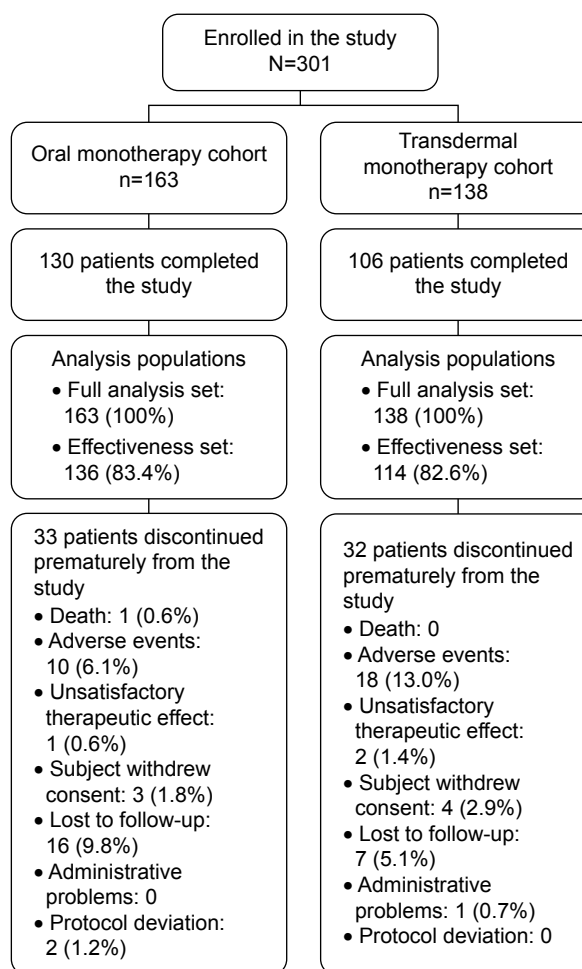 Enrolled in the study
N=301
Oral monotherapy cohort
n=163
Transdermal
monotherapy cohort
n=138
130 patients completed
the study
106 patients completed
the study
Analysis populations
• Full analysis set:
163 (100%)
• Effectiveness set:
136 (83.4%)
Analysis populations
• Full analysis set:
138 (100%)
• Effectiveness set:
114 (82.6%)
33 patients discontinued
prematurely from the
study
• Death: 1 (0.6%)
• Adverse events:
10 (6.1%)
• Unsatisfactory
therapeutic effect:
1 (0.6%)
• Subject withdrew
consent: 3 (1.8%)
• Lost to follow-up:
16 (9.8%)
• Administrative
problems: 0
• Protocol deviation:
2 (1.2%)
32 patients discontinued
prematurely from the
study
• Death: 0
• Adverse events:
18 (13.0%)
• Unsatisfactory
therapeutic effect:
2 (1.4%)
• Subject withdrew
consent: 4 (2.9%)
• Lost to follow-up:
7 (5.1%)
• Administrative
problems: 1 (0.7%)
• Protocol deviation: 0